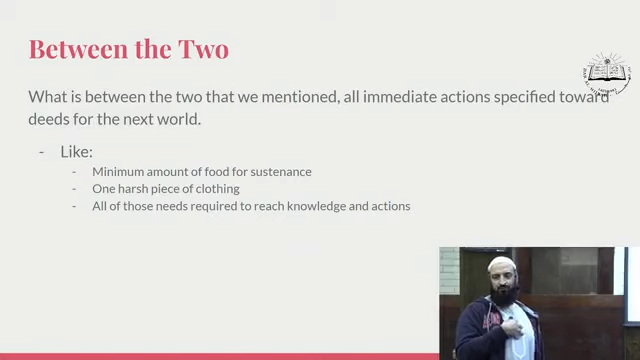 Between the Two
What is between the two that we mentioned, all immediate actions specified toward
deeds for the next world.
- Like:
- Minimum amount of food for sustenance
- One harsh piece of clothing
- All of those needs required to reach knowledge and actions